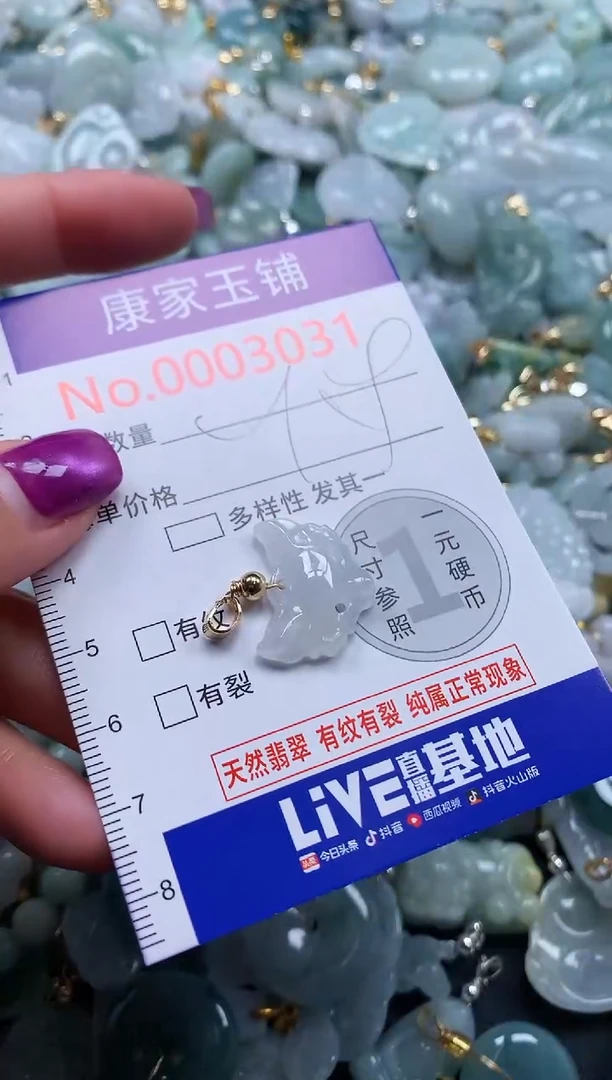 康家玉铺
No.0003031
数量
单价格
多样性 发其一
尺寸参照
1
一元硬币
有纹
有裂
天然翡翠 有纹有裂 纯属正常现象
LiVE直播基地
今日头条 抖音 西瓜视频 抖音火山版
1
4
5
6
7
8